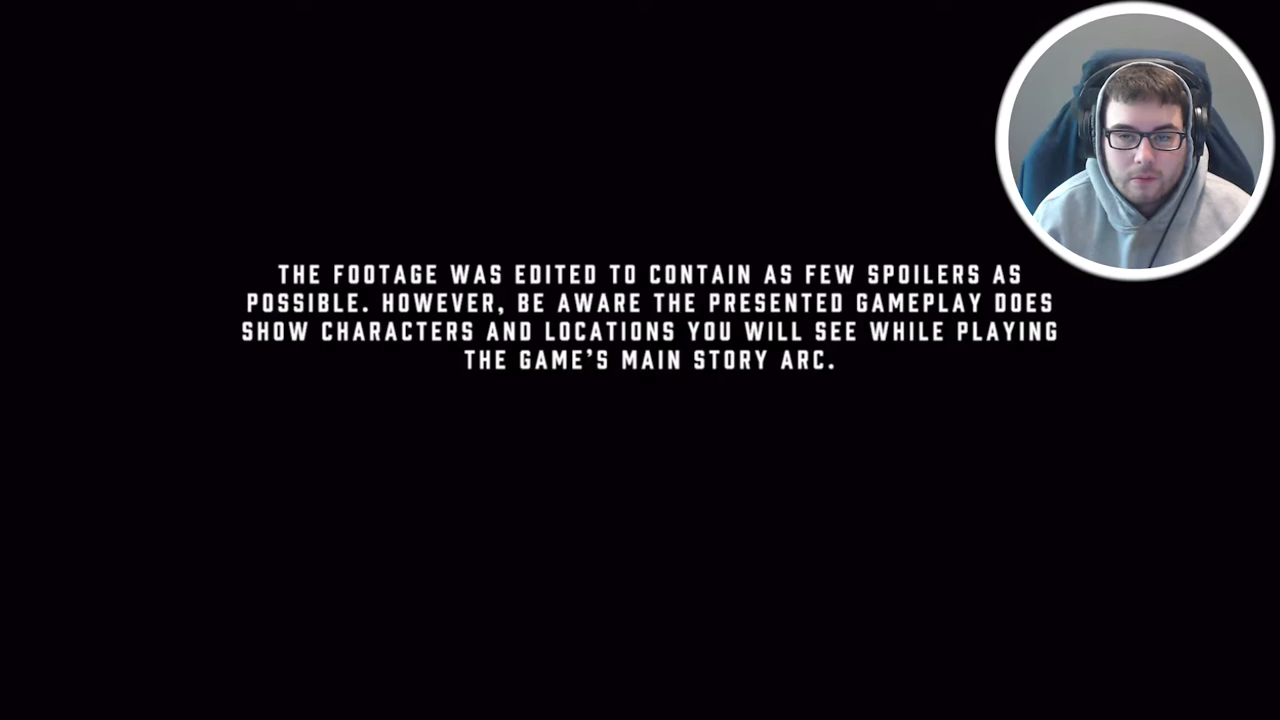 THE FOOTAGE WAS EDITED TO CONTAIN AS FEW SPOILERS AS
POSSIBLE. HOWEVER, BE AWARE THE PRESENTED GAMEPLAY DOES
SHOW CHARACTERS AND LOCATIONS YOU WILL SEE WHILE PLAYING
THE GAME’S MAIN STORY ARC.